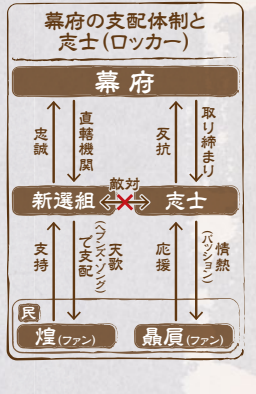 幕府の支配体制と
志士(ロッカー)
幕府
忠誠
直轄機関
反抗
取り締まり
敵対
新選組
志士
支持
天歌
(ヘブンズ・ソング)
で支配
応援
情熱
(パッション)
民
煌(ファン)
贔屓(ファン)